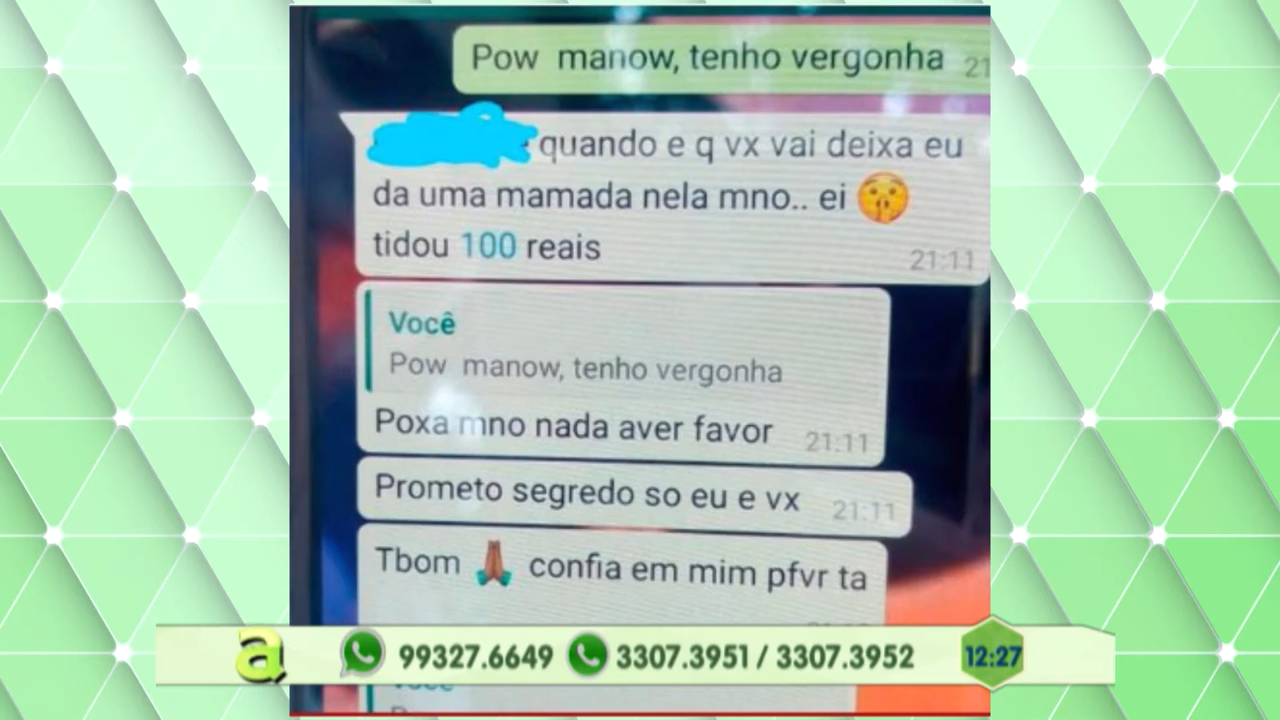 Pow manow, tenho vergonha 21
quando e q vx vai deixa eu
da uma mamada nela mno.. ei 🤫
tidou 100 reais
21:11
Você
Pow manow, tenho vergonha
Poxa mno nada aver favor 21:11
Prometo segredo so eu e vx 21:11
Tbom 🙏🏾 confia em mim pfvr ta
a 99327.6649 3307.3951 / 3307.3952 12:27